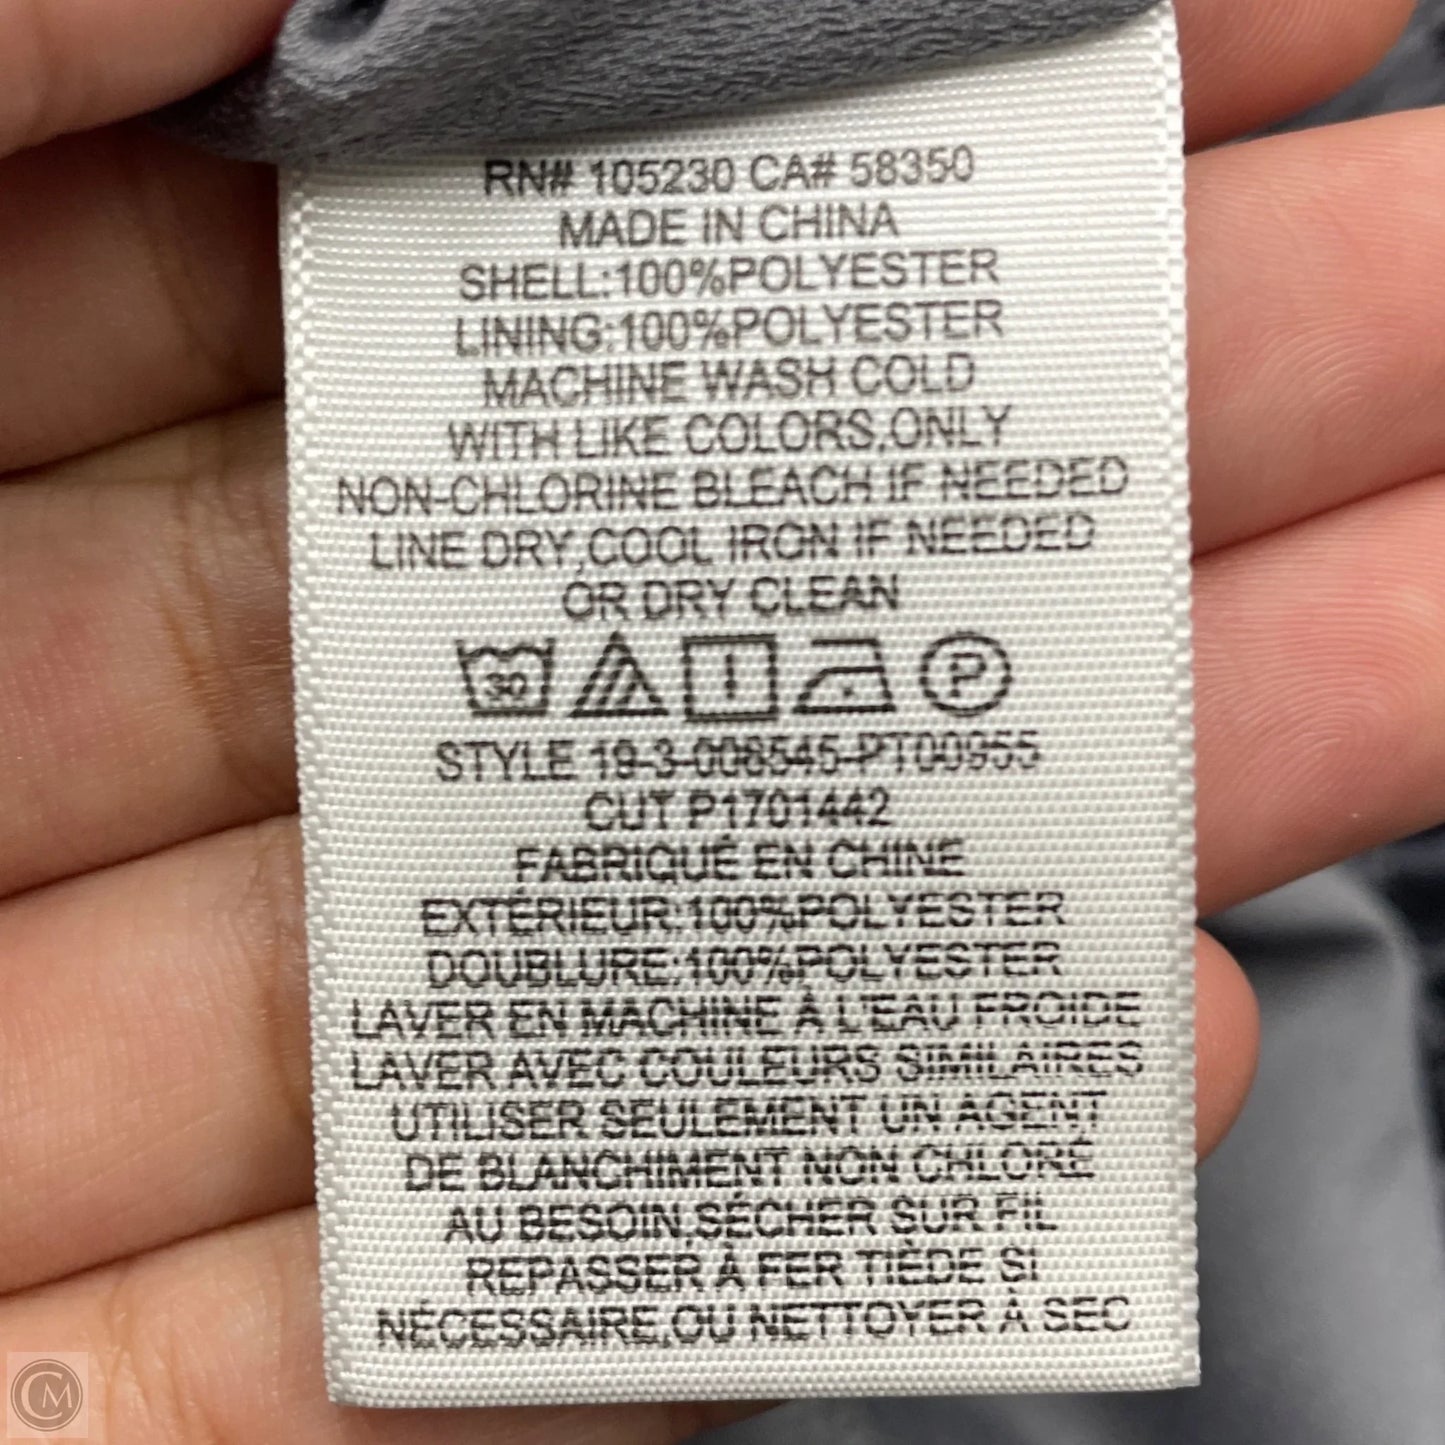 RN# 105230 CA# 58350
MADE IN CHINA
SHELL:100%POLYESTER
LINING:100%POLYESTER
MACHINE WASH COLD
WITH LIKE COLORS,ONLY
NON-CHLORINE BLEACH IF NEEDED
LINE DRY,COOL IRON IF NEEDED
OR DRY CLEAN
30 P
STYLE 19-3-008545-PT00955
CUT P1701442
FABRIQUÉ EN CHINE
EXTÉRIEUR:100%POLYESTER
DOUBLURE:100%POLYESTER
LAVER EN MACHINE À L'EAU FROIDE
LAVER AVEC COULEURS SIMILAIRES
UTILISER SEULEMENT UN AGENT
DE BLANCHIMENT NON CHLORÉ
AU BESOIN,SÉCHER SUR FIL
REPASSER À FER TIÈDE SI
NÉCESSAIRE,OU NETTOYER À SEC
CM